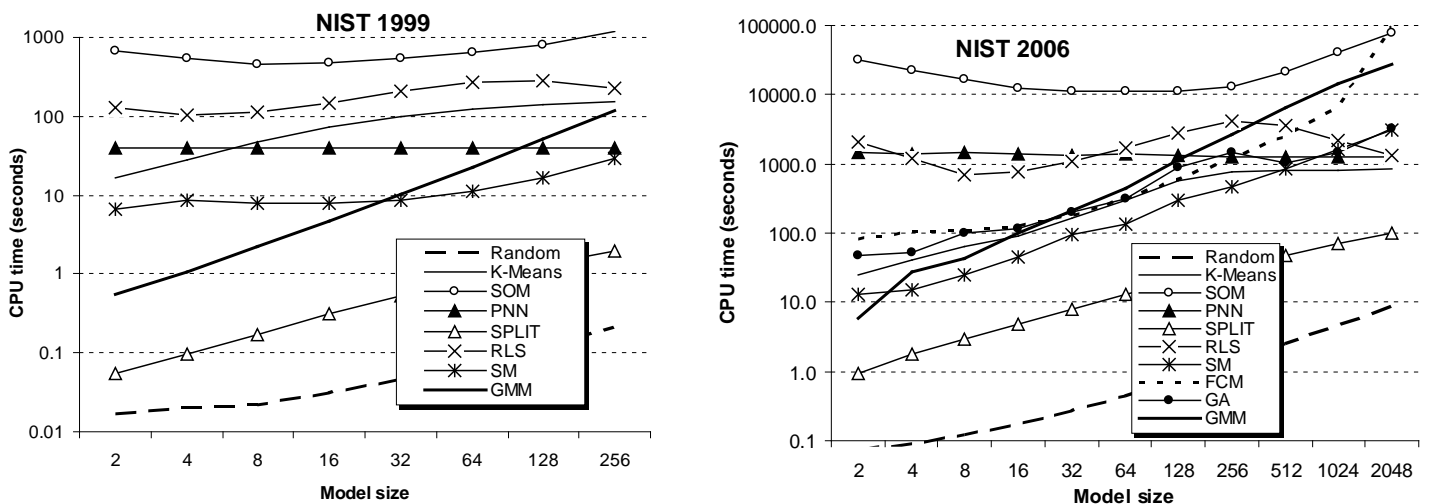 NIST 1999
CPU time (seconds)
1000
100
10
1
0.1
0.01
2 4 8 16 32 64 128 256
Model size
Random
K-Means
SOM
PNN
SPLIT
RLS
SM
GMM
NIST 2006
CPU time (seconds)
100000.0
10000.0
1000.0
100.0
10.0
1.0
0.1
2 4 8 16 32 64 128 256 512 1024 2048
Model size
Random
K-Means
SOM
PNN
SPLIT
RLS
SM
FCM
GA
GMM